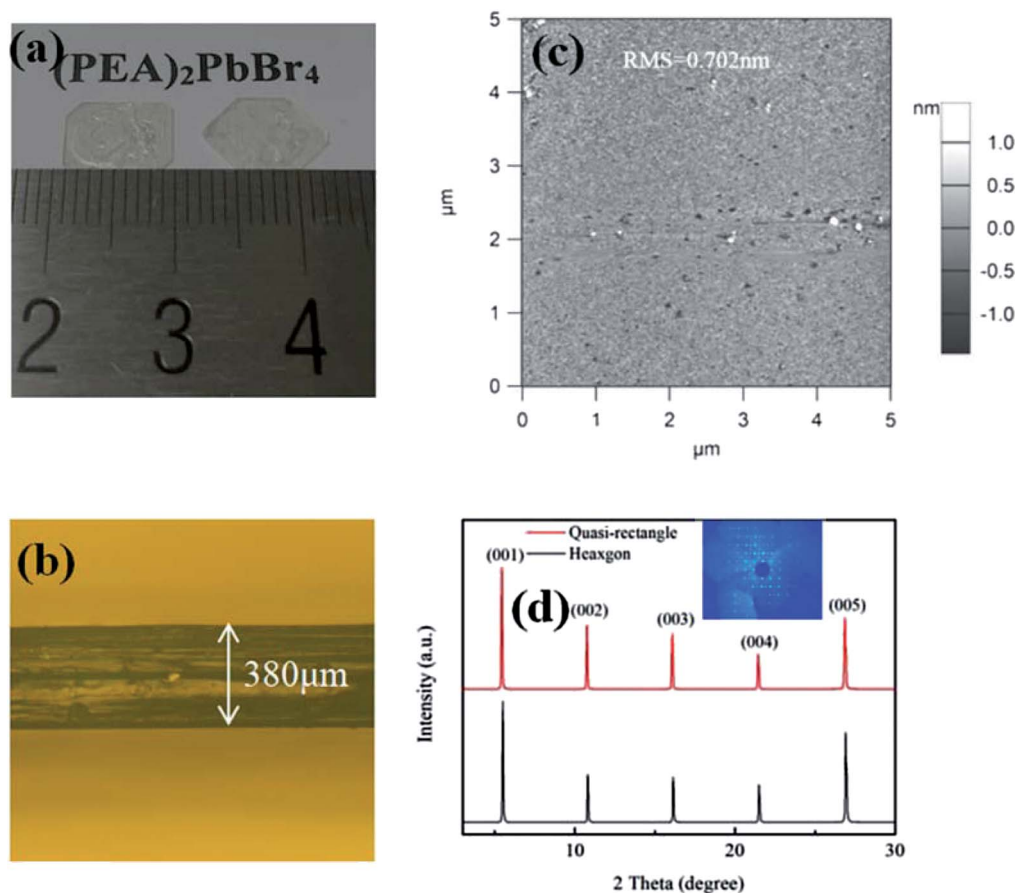 (a)
(PEA)₂PbBr₄
2 3 4
(c)
RMS=0.702nm
5
4
3
2
1
0
μm
0 1 2 3 4 5
μm
nm
1.0
0.5
0.0
-0.5
-1.0
(b)
380μm
(d)
Quasi-rectangle
Heaxgon
(001)
(002)
(003)
(004)
(005)
Intensity (a.u.)
10 20 30
2 Theta (degree)